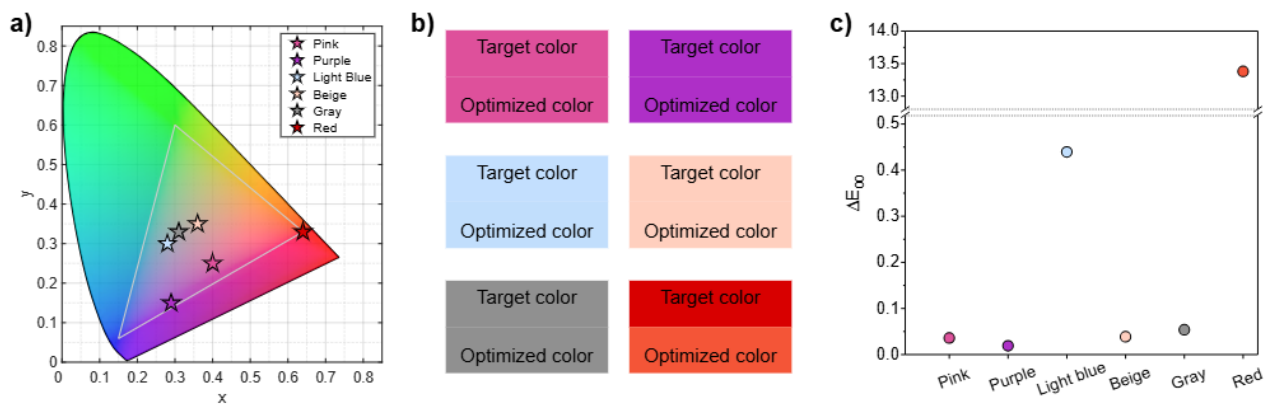 a)
0.8
0.7
0.6
0.5
0.4
0.3
0.2
0.1
0
y
0
0.1
0.2
0.3
0.4
0.5
0.6
0.7
0.8
x
Pink
Purple
Light Blue
Beige
Gray
Red
b)
Target color
Optimized color
Target color
Optimized color
Target color
Optimized color
Target color
Optimized color
Target color
Optimized color
Target color
Optimized color
c)
14.0
13.5
13.0
0.5
0.4
0.3
0.2
0.1
0.0
ΔE₀₀
Pink
Purple
Light blue
Beige
Gray
Red